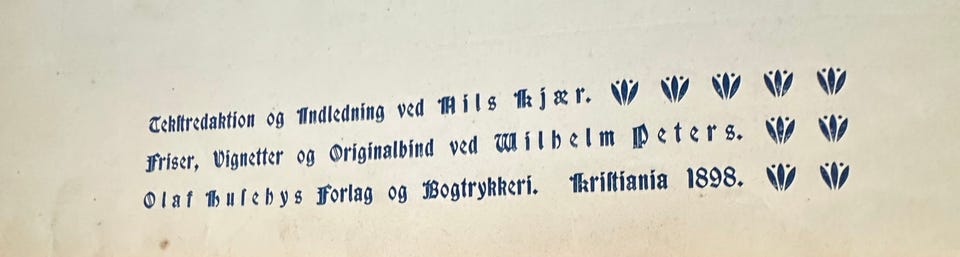 Tekſtredaktion og Indledning ved Nils Kjær.
Friser, Vignetter og Originalbind ved Wilhelm Peters.
Olaf Huſebys Forlag og Bogtrykkeri. Kriſtiania 1898.